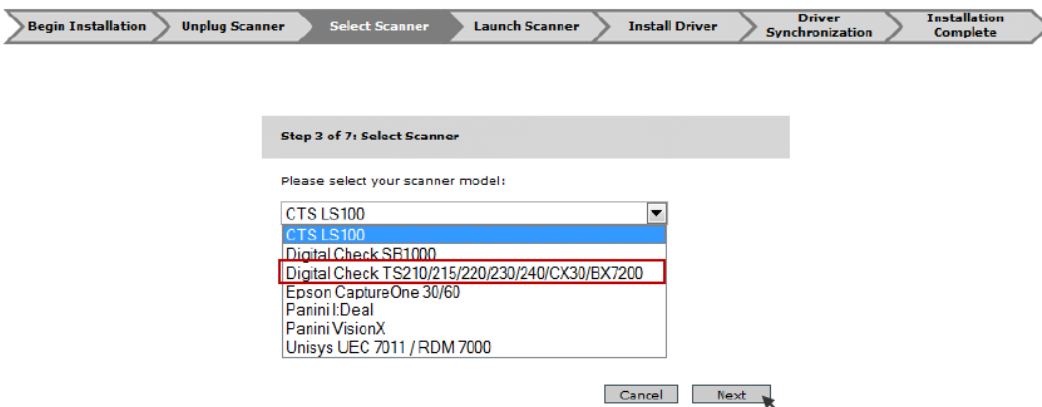 Begin Installation Unplug Scanner Select Scanner Launch Scanner Install Driver Driver Synchronization Installation Complete
Step 3 of 7: Select Scanner
Please select your scanner model:
CTS LS100
CTS LS100
Digital Check SB1000
Digital Check TS210/215/220/230/240/CX30/BX7200
Epson CaptureOne 30/60
Panini I:Deal
Panini VisionX
Unisys UEC 7011 / RDM 7000
Cancel Next